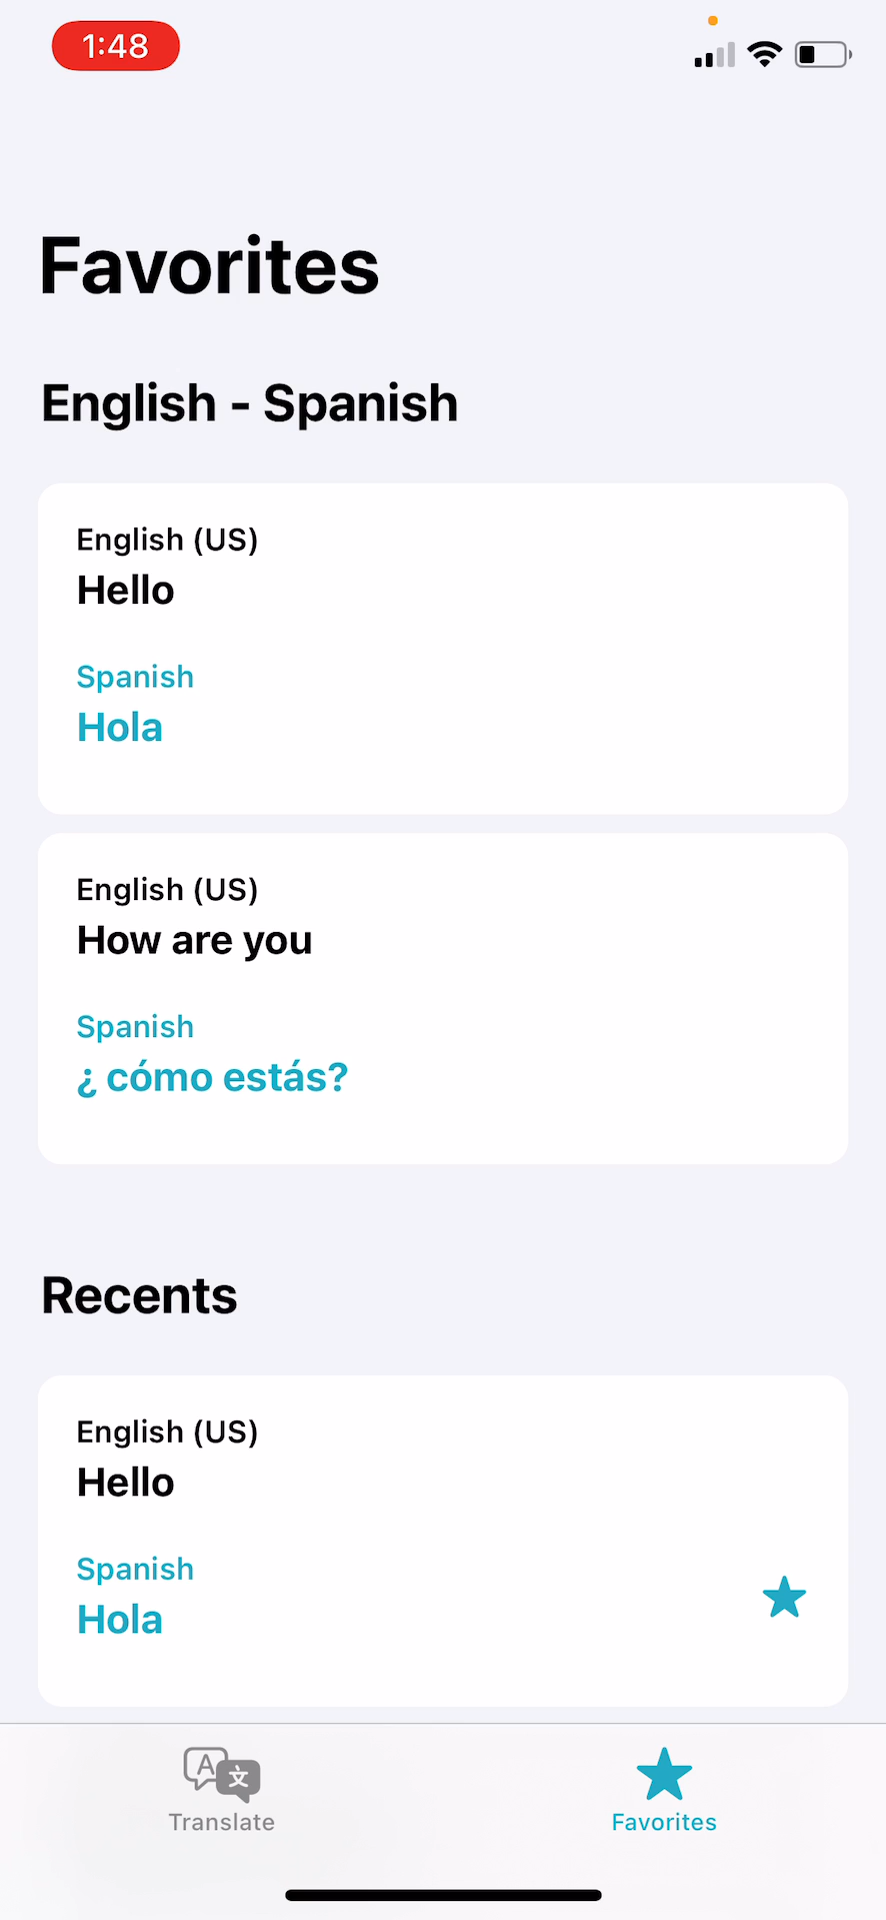 1:48
Favorites
English - Spanish
English (US)
Hello
Spanish
Hola
English (US)
How are you
Spanish
¿ cómo estás?
Recents
English (US)
Hello
Spanish
Hola
A 文
Translate
Favorites